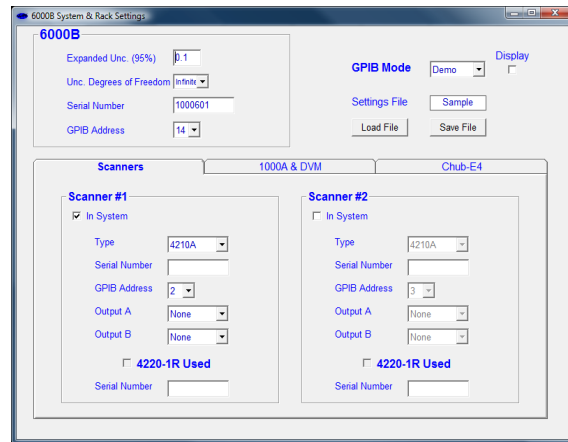 6000B System & Rack Settings
6000B
Expanded Unc. (95%) 0.1
Unc. Degrees of Freedom Infinite
Serial Number 1000601
GPIB Address 14
GPIB Mode Demo
Display
Settings File Sample
Load File Save File
Scanners 1000A & DVM Chub-E4
Scanner #1
In System
Type 4210A
Serial Number
GPIB Address 2
Output A None
Output B None
4220-1R Used
Serial Number
Scanner #2
In System
Type 4210A
Serial Number
GPIB Address 3
Output A None
Output B None
4220-1R Used
Serial Number